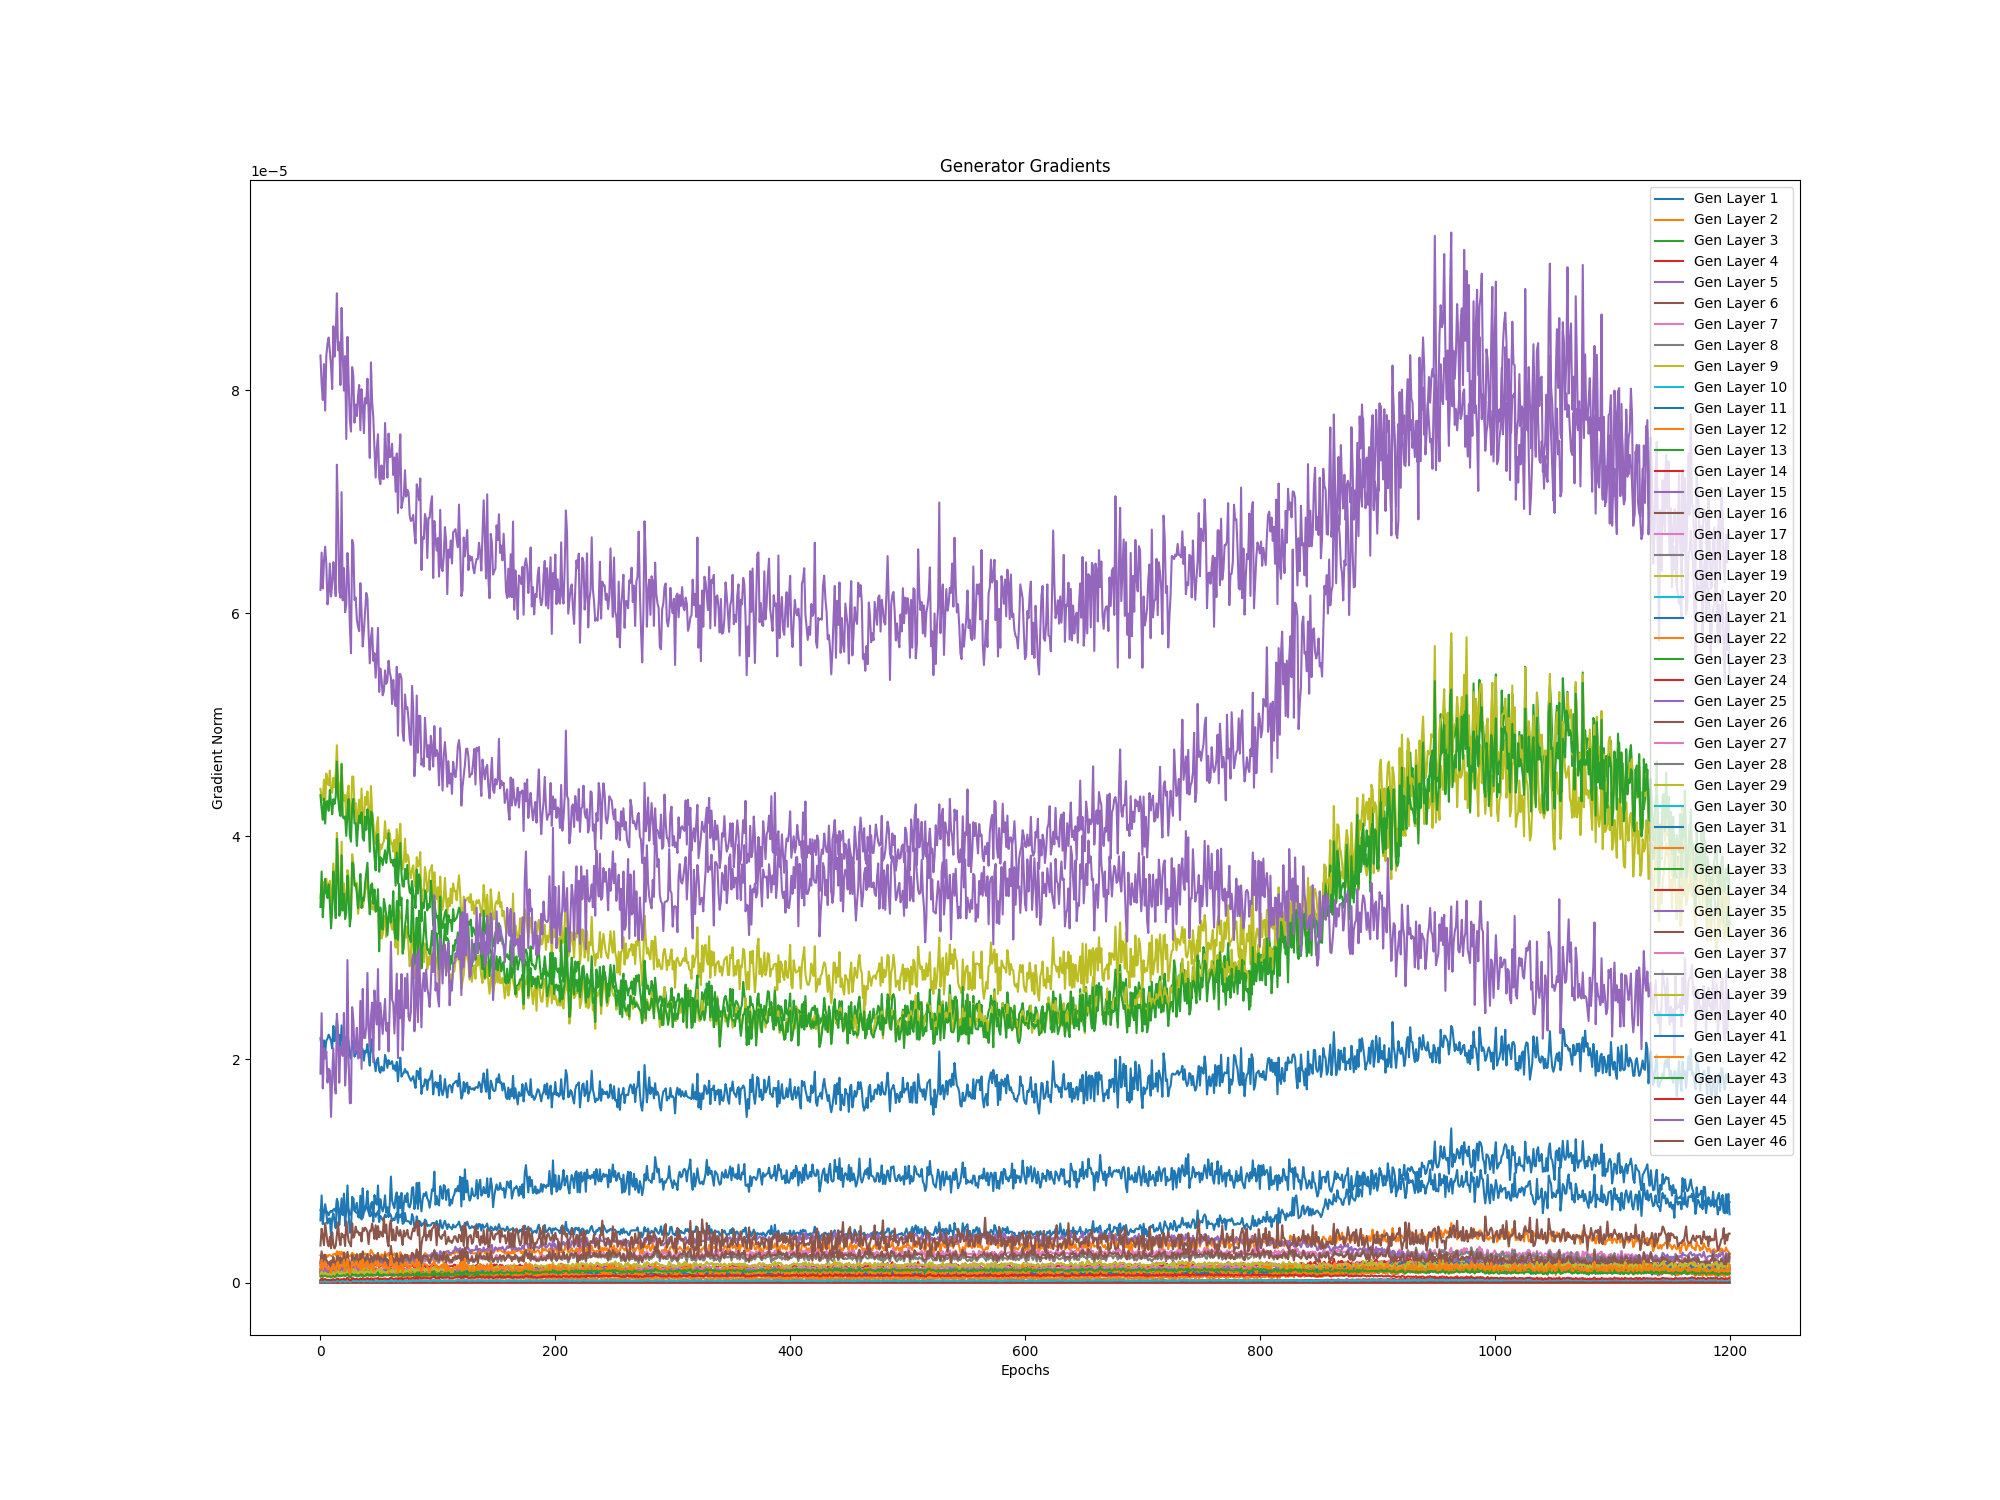 Generator Gradients
1e−5
Gen Layer 1
Gen Layer 2
Gen Layer 3
Gen Layer 4
Gen Layer 5
Gen Layer 6
Gen Layer 7
Gen Layer 8
Gen Layer 9
Gen Layer 10
Gen Layer 11
Gen Layer 12
Gen Layer 13
Gen Layer 14
Gen Layer 15
Gen Layer 16
Gen Layer 17
Gen Layer 18
Gen Layer 19
Gen Layer 20
Gen Layer 21
Gen Layer 22
Gen Layer 23
Gen Layer 24
Gen Layer 25
Gen Layer 26
Gen Layer 27
Gen Layer 28
Gen Layer 29
Gen Layer 30
Gen Layer 31
Gen Layer 32
Gen Layer 33
Gen Layer 34
Gen Layer 35
Gen Layer 36
Gen Layer 37
Gen Layer 38
Gen Layer 39
Gen Layer 40
Gen Layer 41
Gen Layer 42
Gen Layer 43
Gen Layer 44
Gen Layer 45
Gen Layer 46
8
6
4
2
0
Gradient Norm
0 200 400 600 800 1000 1200
Epochs